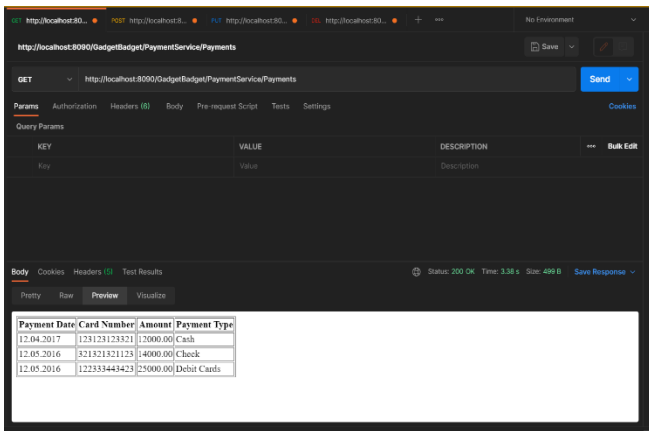 GET http://localhost:80... POST http://localhost:8... PUT http://localhost:80... DEL http://localhost:80... + ooo No Environment
http://localhost:8090/GadgetBadget/PaymentService/Payments Save
GET http://localhost:8090/GadgetBadget/PaymentService/Payments Send
Params Authorization Headers (6) Body Pre-request Script Tests Settings Cookies
Query Params
KEY VALUE DESCRIPTION ooo Bulk Edit
Key Value Description
Body Cookies Headers (5) Test Results Status: 200 OK Time: 3.38 s Size: 499 B Save Response
Pretty Raw Preview Visualize
Payment Date Card Number Amount Payment Type
12.04.2017 123123123321 12000.00 Cash
12.05.2016 321321321123 14000.00 Check
12.05.2016 122333443423 25000.00 Debit Cards